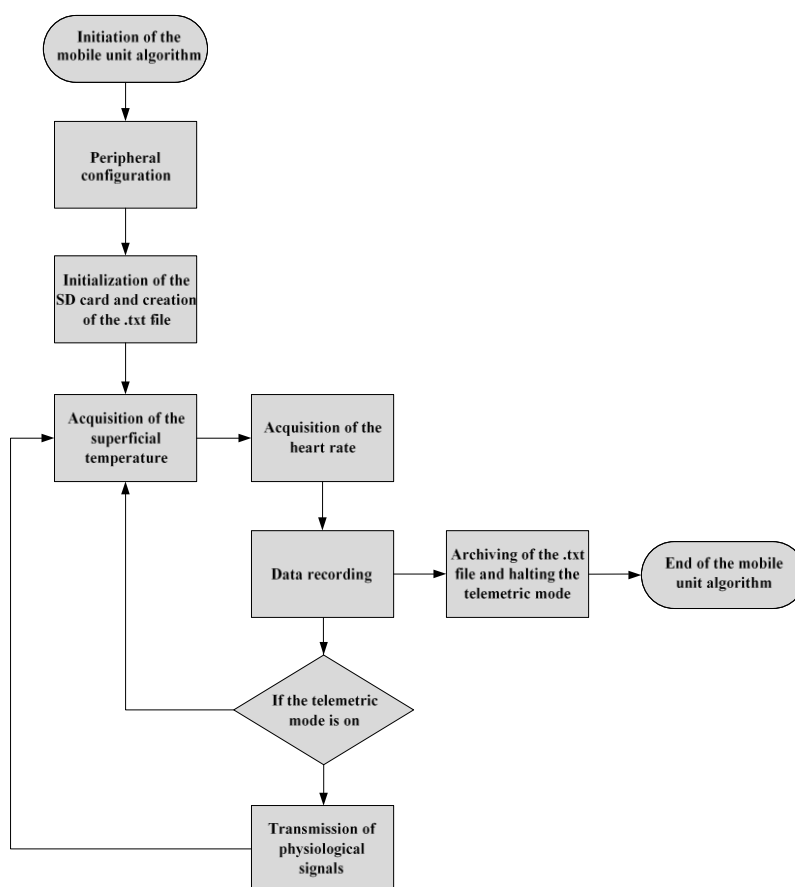 Initiation of the
mobile unit algorithm
Peripheral
configuration
Initialization of the
SD card and creation
of the .txt file
Acquisition of the
superficial
temperature
Acquisition of the
heart rate
Data recording
Archiving of the .txt
file and halting the
telemetric mode
End of the mobile
unit algorithm
If the telemetric
mode is on
Transmission of
physiological
signals